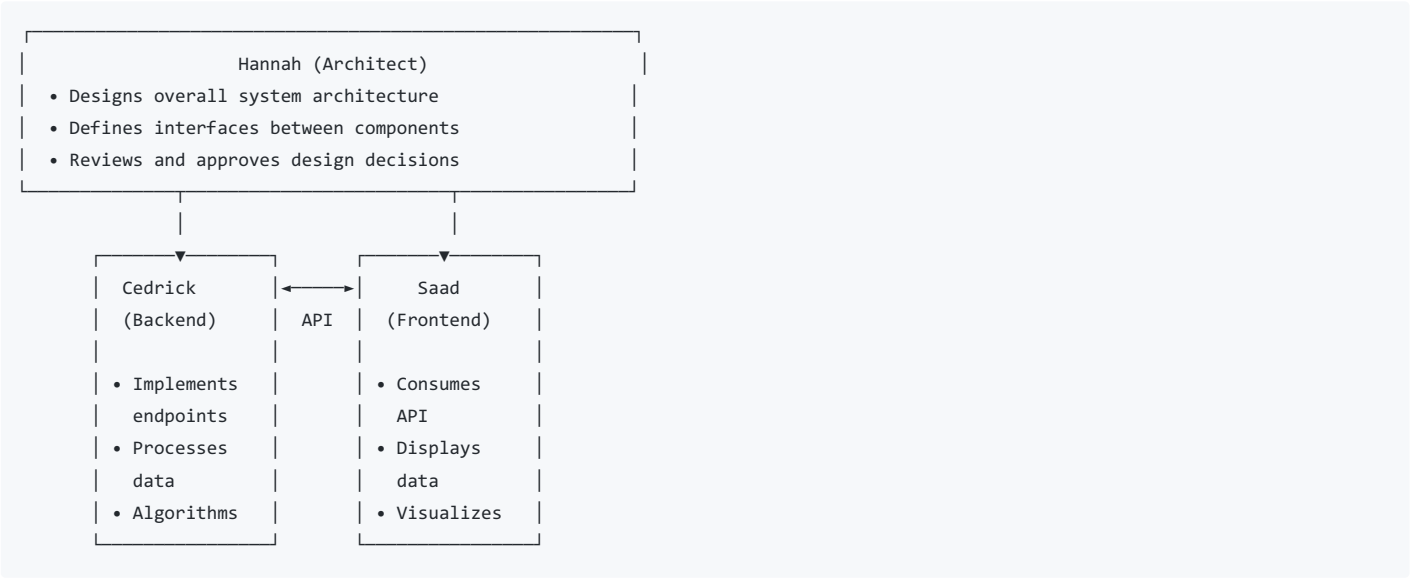 Hannah (Architect)
• Designs overall system architecture
• Defines interfaces between components
• Reviews and approves design decisions
Cedrick
(Backend)
• Implements
endpoints
• Processes
data
• Algorithms
API
Saad
(Frontend)
• Consumes
API
• Displays
data
• Visualizes